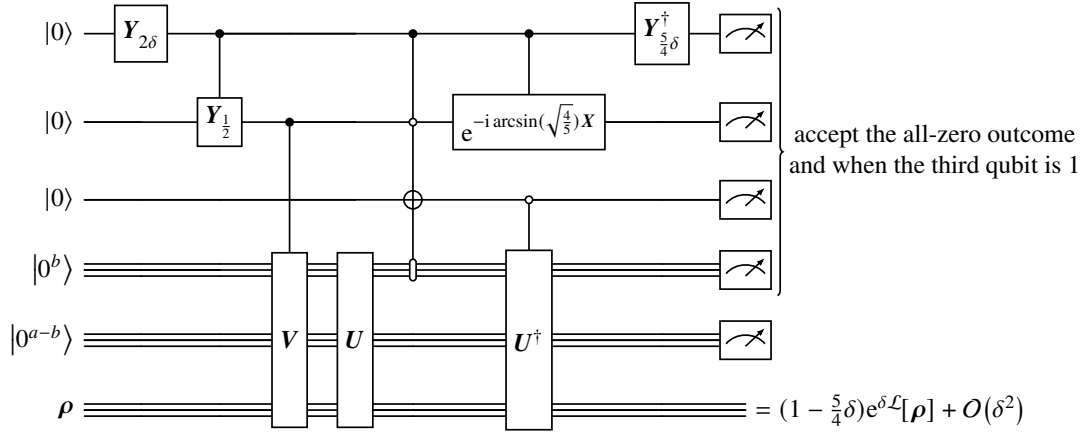 |0⟩ Y_{2δ} Y†_{5/4 δ}
|0⟩ Y_{1/2} e^{-i arcsin(√(4/5))X}
accept the all-zero outcome
and when the third qubit is 1
|0⟩
|0^b⟩
|0^{a−b}⟩ V U U†
ρ = (1 − 5/4 δ)e^{δℒ}[ρ] + 𝒪(δ²)